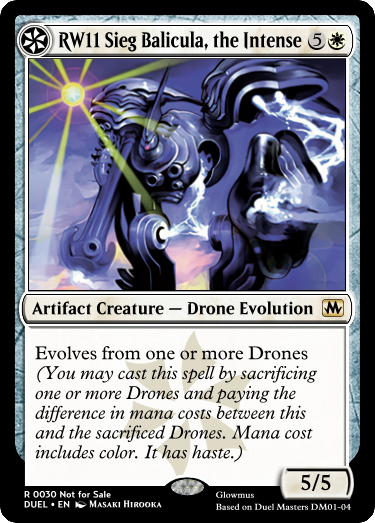 RW11 Sieg Balicula, the Intense 5
Artifact Creature — Drone Evolution M
Evolves from one or more Drones
(You may cast this spell by sacrificing
one or more Drones and paying the
difference in mana costs between this
and the sacrificed Drones. Mana cost
includes color. It has haste.)
5/5
R 0030 Not for Sale
DUEL • EN Masaki Hirooka
Glowmus
Based on Duel Masters DM01-04